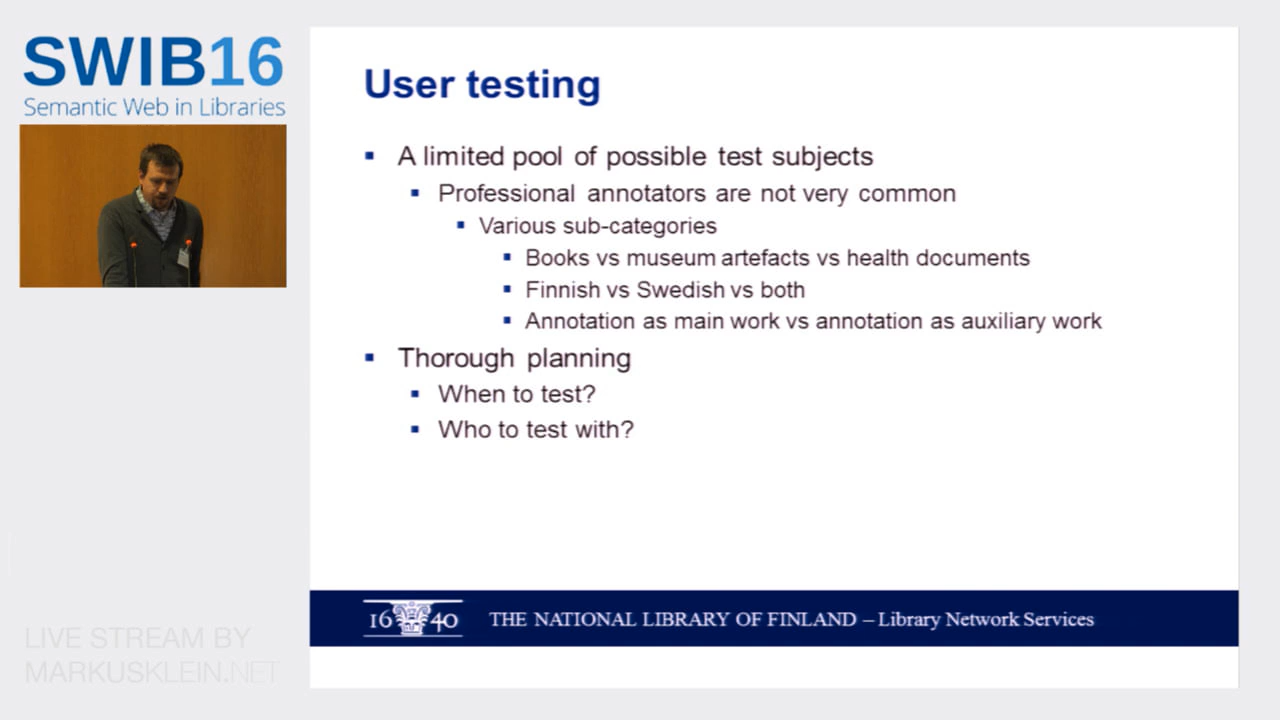 SWIB16
Semantic Web in Libraries
User testing
A limited pool of possible test subjects
Professional annotators are not very common
Various sub-categories
Books vs museum artefacts vs health documents
Finnish vs Swedish vs both
Annotation as main work vs annotation as auxiliary work
Thorough planning
When to test?
Who to test with?
1640 THE NATIONAL LIBRARY OF FINLAND – Library Network Services
LIVE STREAM BY
MARKUSKLEIN.NET